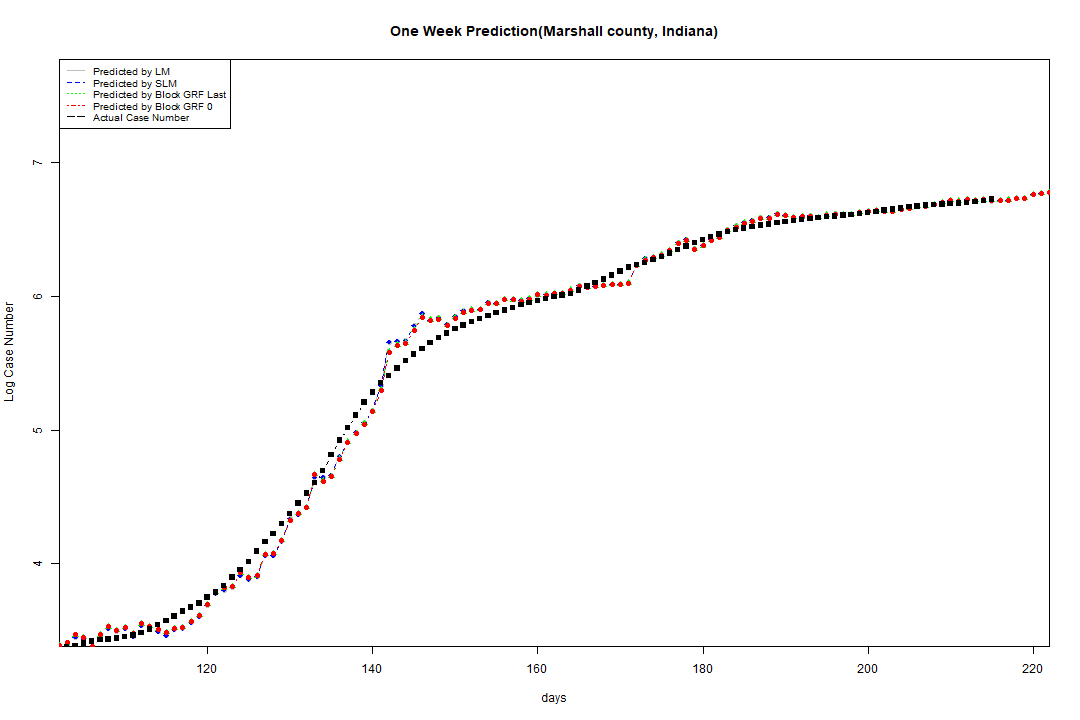 One Week Prediction(Marshall county, Indiana)
Predicted by LM
Predicted by SLM
Predicted by Block GRF Last
Predicted by Block GRF 0
Actual Case Number
7
6
5
4
Log Case Number
120 140 160 180 200 220
days